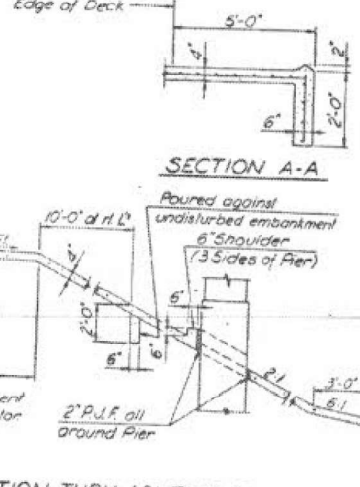 Edge of Deck
5'-0"
4"
2"
2'-0"
6"
SECTION A-A
Poured against
undisturbed embankment
10'-0" at rt. L
6" Shoulder
(3 Sides of Pier)
4"
6"
2'-0"
6"
6"
2:1
3'-0"
6:1
2" P.J.F. all
around Pier